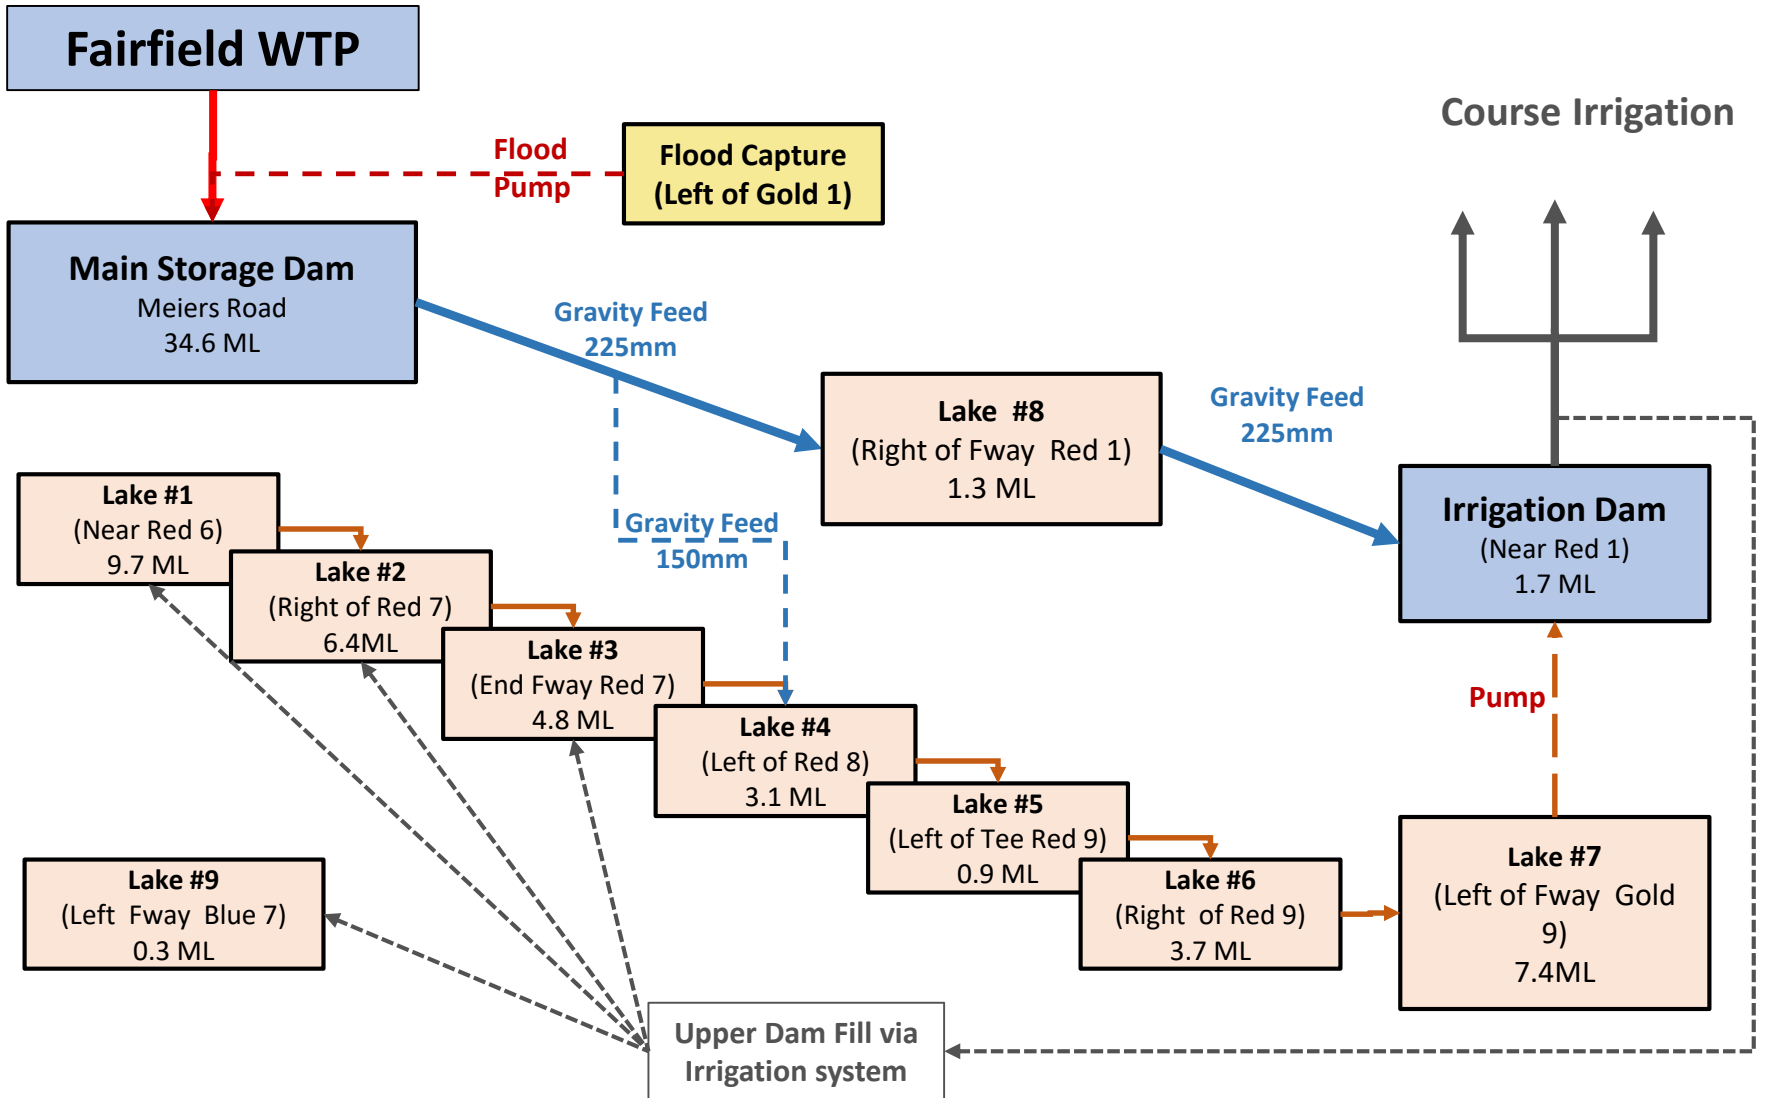 Fairfield WTP
Course Irrigation
Flood
Pump
Flood Capture
(Left of Gold 1)
Main Storage Dam
Meiers Road
34.6 ML
Gravity Feed
225mm
Lake  #8
(Right of Fway  Red 1)
1.3 ML
Gravity Feed
225mm
Irrigation Dam
(Near Red 1)
1.7 ML
Lake #1
(Near Red 6)
9.7 ML
Gravity Feed
150mm
Lake #2
(Right of Red 7)
6.4ML
Lake #3
(End Fway Red 7)
4.8 ML
Pump
Lake #4
(Left of Red 8)
3.1 ML
Lake #5
(Left of Tee Red 9)
0.9 ML
Lake #6
(Right  of Red 9)
3.7 ML
Lake #7
(Left of Fway  Gold
9)
7.4ML
Lake #9
(Left  Fway  Blue 7)
0.3 ML
Upper Dam Fill via
Irrigation system